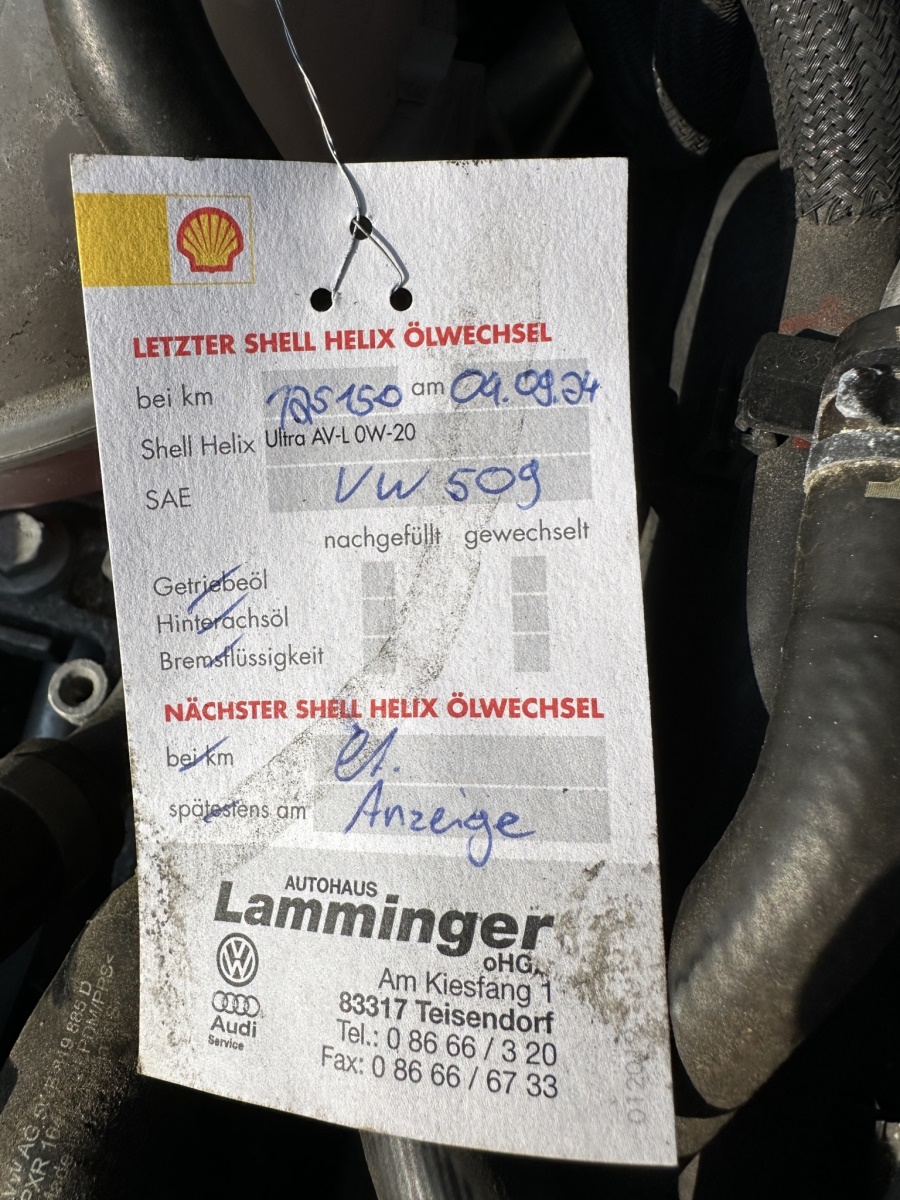 LETZTER SHELL HELIX ÖLWECHSEL
bei km 125150 am 04.09.24
Shell Helix Ultra AV-L 0W-20
SAE VW 509
nachgefüllt gewechselt
Getriebeöl
Hinterachsöl
Bremsflüssigkeit
NÄCHSTER SHELL HELIX ÖLWECHSEL
bei km lt.
spätestens am Anzeige
AUTOHAUS
Lamminger
oHG
Am Kiesfang 1
83317 Teisendorf
Tel.: 0 86 66 / 3 20
Fax: 0 86 66 / 67 33
Audi
Service